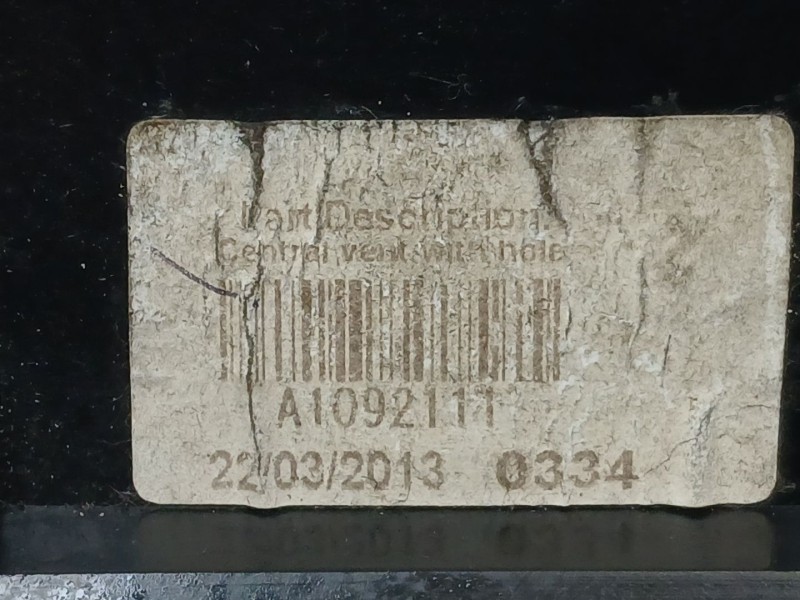 Part Description:
Central vent with hole
A1092111
22/03/2013 0334